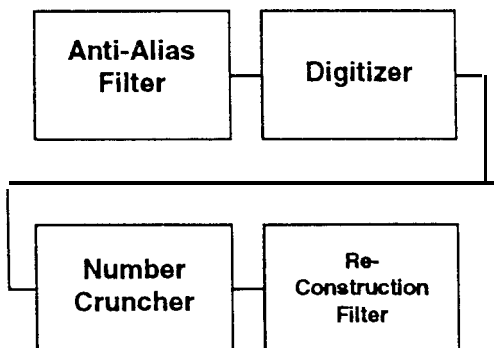 Anti-Alias
Filter
Digitizer
Number
Cruncher
Re-
Construction
Filter